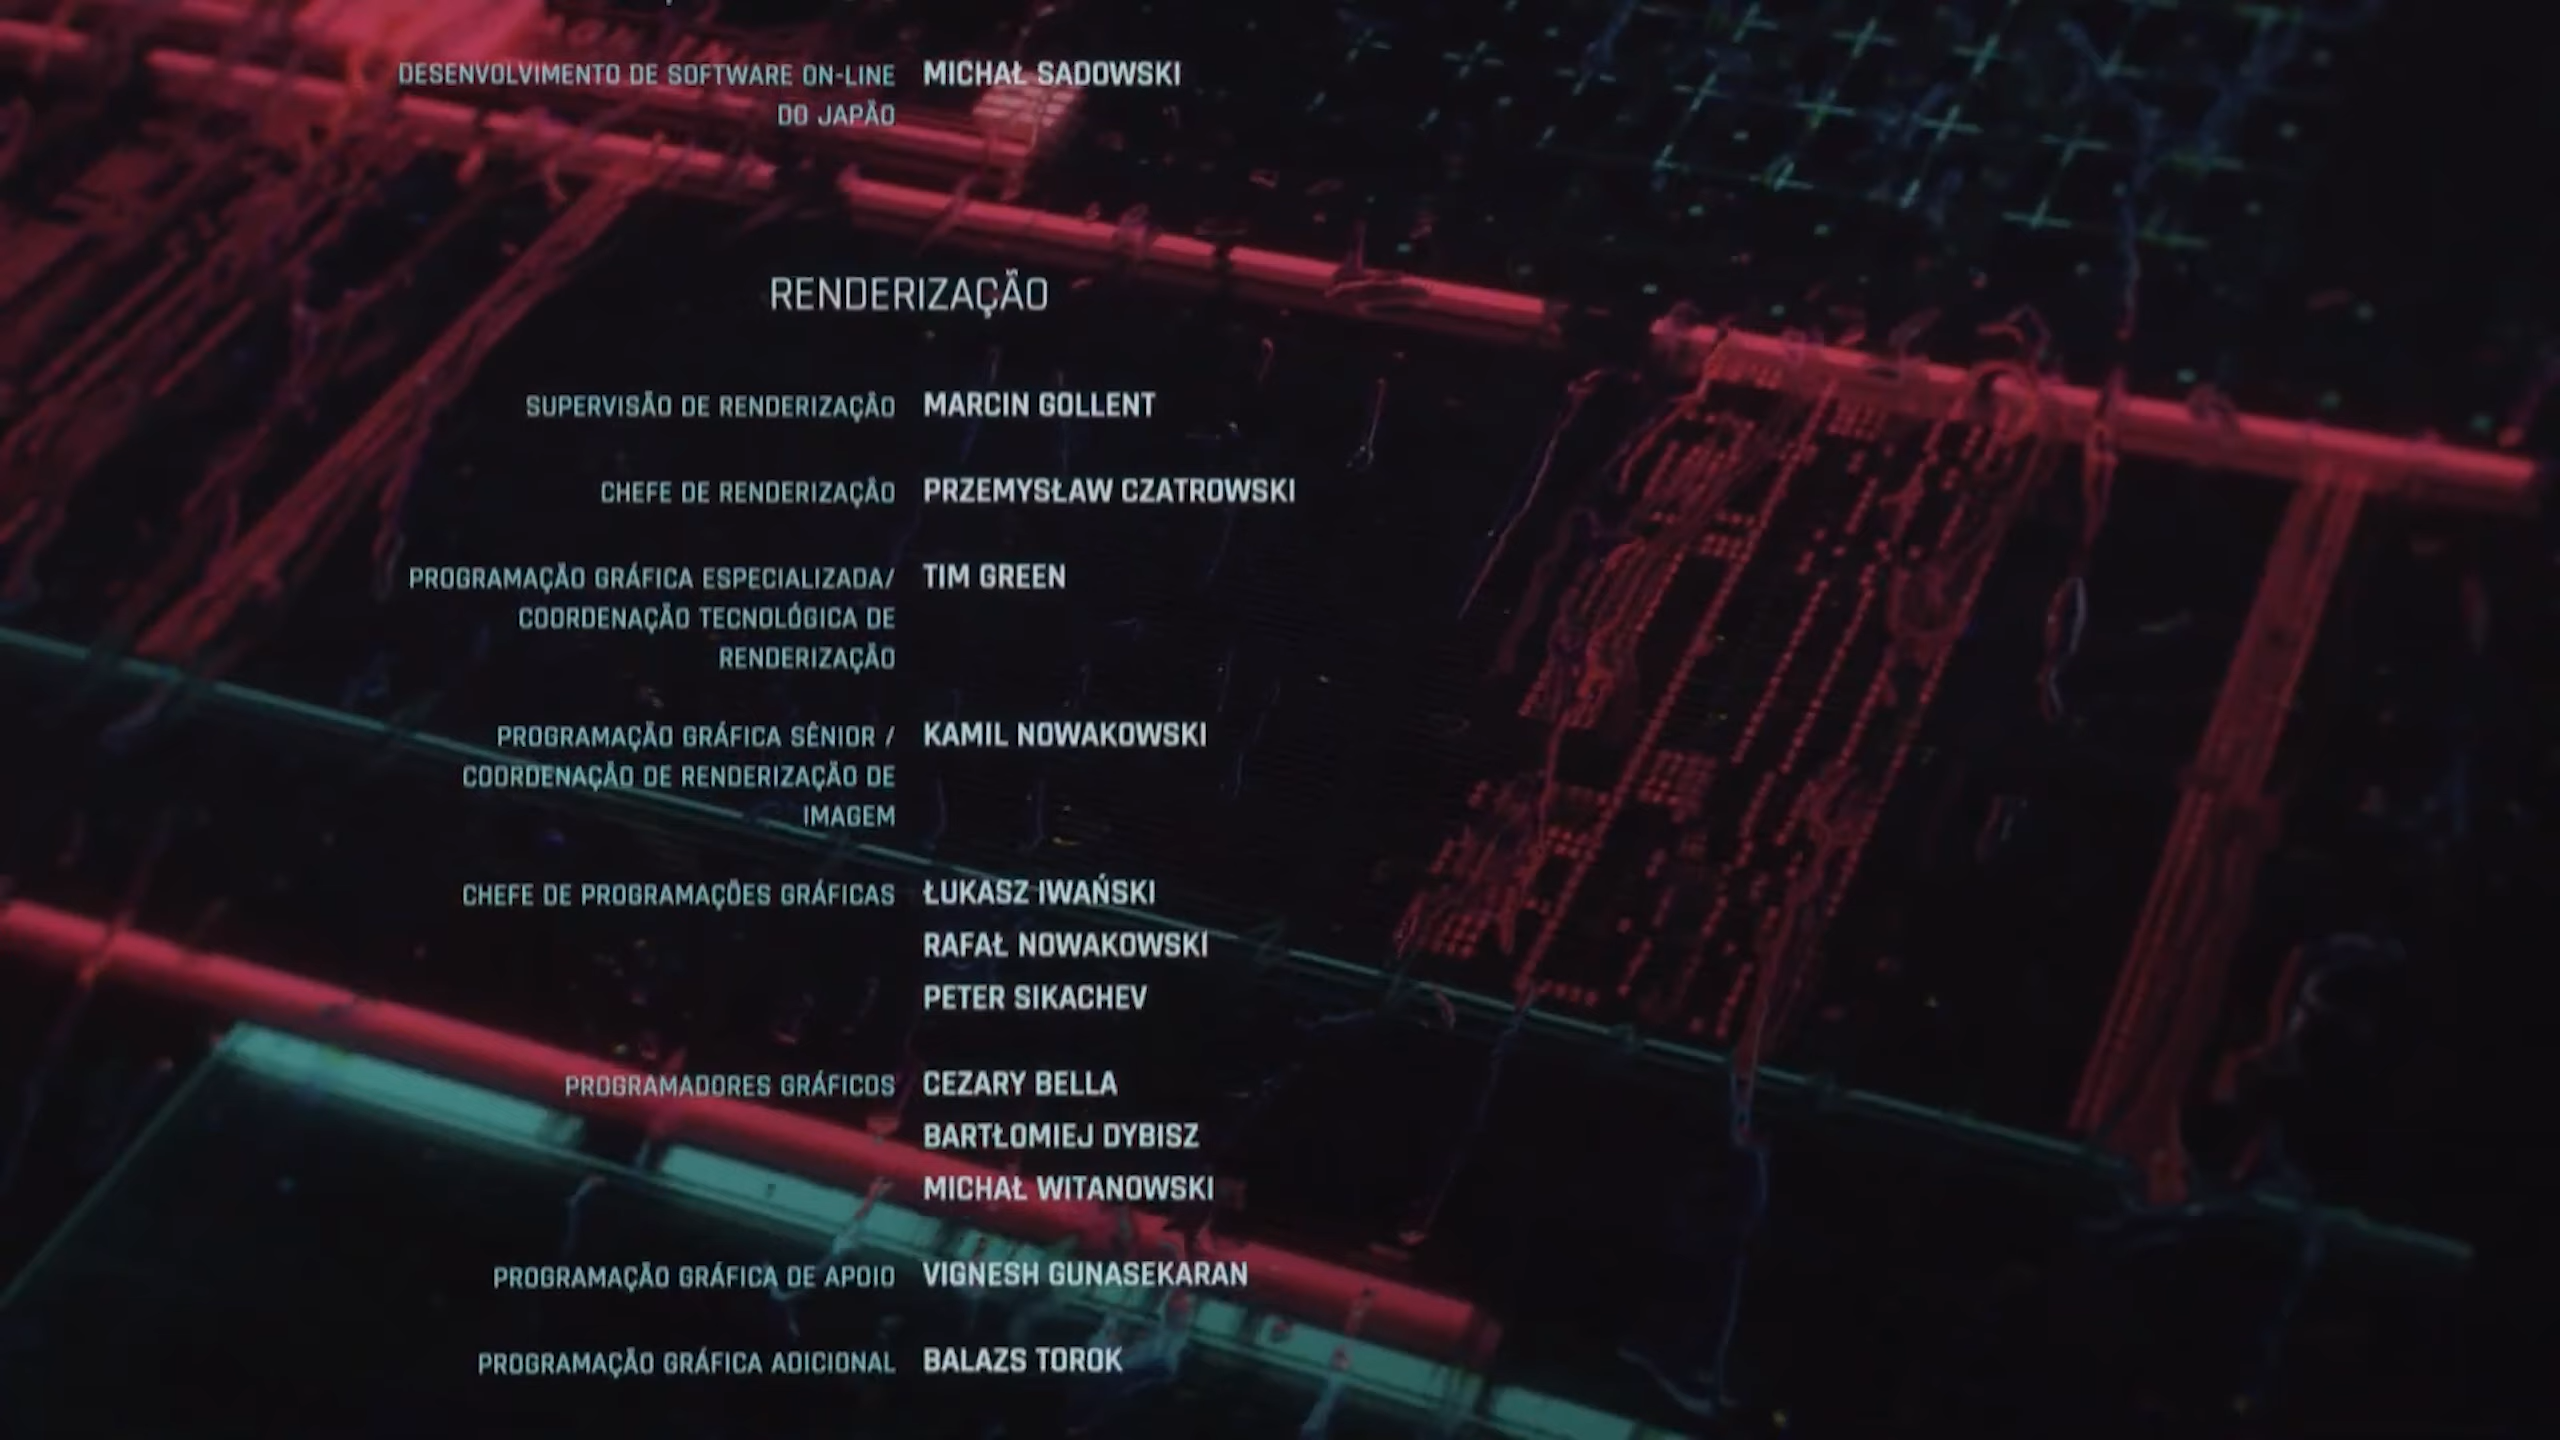 DESENVOLVIMENTO DE SOFTWARE ON-LINE MICHAŁ SADOWSKI
DO JAPÃO
RENDERIZAÇÃO
SUPERVISÃO DE RENDERIZAÇÃO MARCIN GOLLENT
CHEFE DE RENDERIZAÇÃO PRZEMYSŁAW CZATROWSKI
PROGRAMAÇÃO GRÁFICA ESPECIALIZADA/ TIM GREEN
COORDENAÇÃO TECNOLÓGICA DE
RENDERIZAÇÃO
PROGRAMAÇÃO GRÁFICA SÊNIOR / KAMIL NOWAKOWSKI
COORDENAÇÃO DE RENDERIZAÇÃO DE
IMAGEM
CHEFE DE PROGRAMAÇÕES GRÁFICAS ŁUKASZ IWAŃSKI
RAFAŁ NOWAKOWSKI
PETER SIKACHEV
PROGRAMADORES GRÁFICOS CEZARY BELLA
BARTŁOMIEJ DYBISZ
MICHAŁ WITANOWSKI
PROGRAMAÇÃO GRÁFICA DE APOIO VIGNESH GUNASEKARAN
PROGRAMAÇÃO GRÁFICA ADICIONAL BALAZS TOROK